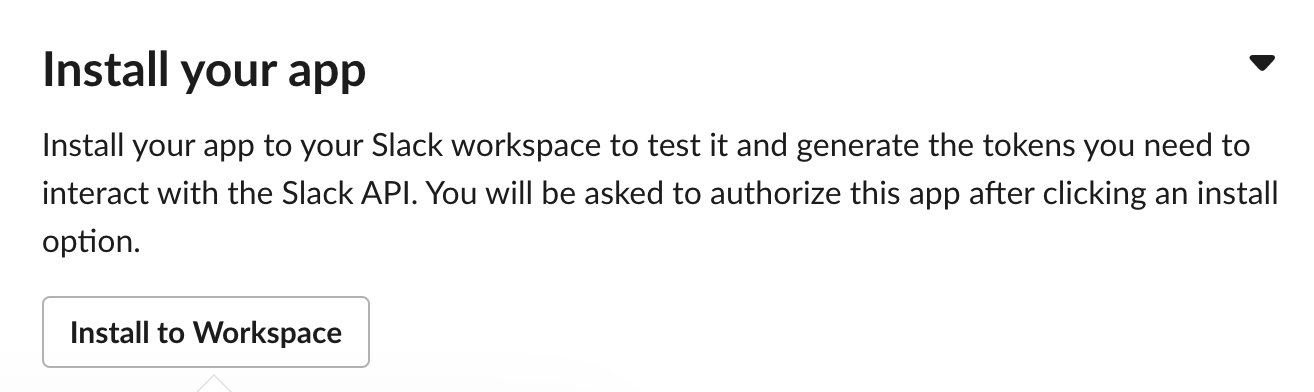 Install your app
Install your app to your Slack workspace to test it and generate the tokens you need to
interact with the Slack API. You will be asked to authorize this app after clicking an install
option.
Install to Workspace